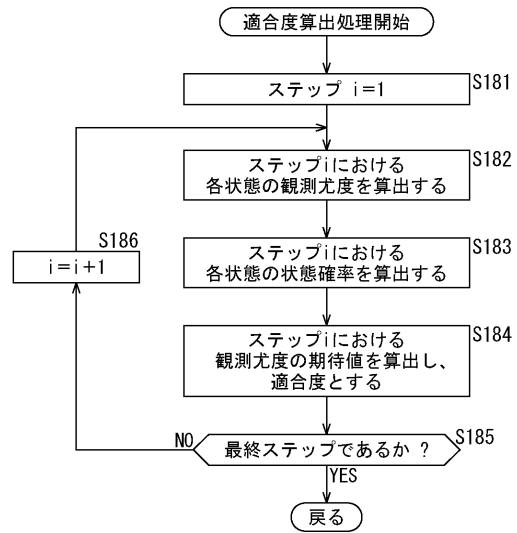 適合度算出処理開始
ステップ i=1
S181
ステップiにおける
各状態の観測尤度を算出する
S182
ステップiにおける
各状態の状態確率を算出する
S183
S186
i=i+1
ステップiにおける
観測尤度の期待値を算出し、
適合度とする
S184
NO
最終ステップであるか ?
S185
YES
戻る